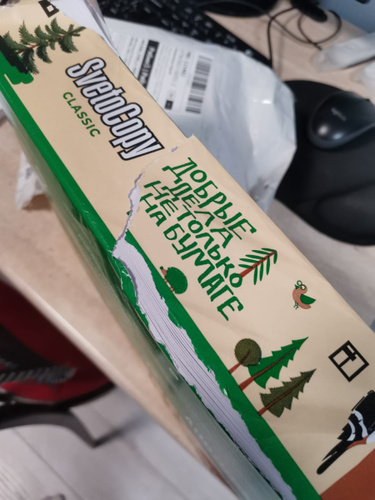 SvetoCopy
CLASSIC
ДОБРЫЕ
ДЕЛА
НЕ ТОЛЬКО
НА БУМАГЕ